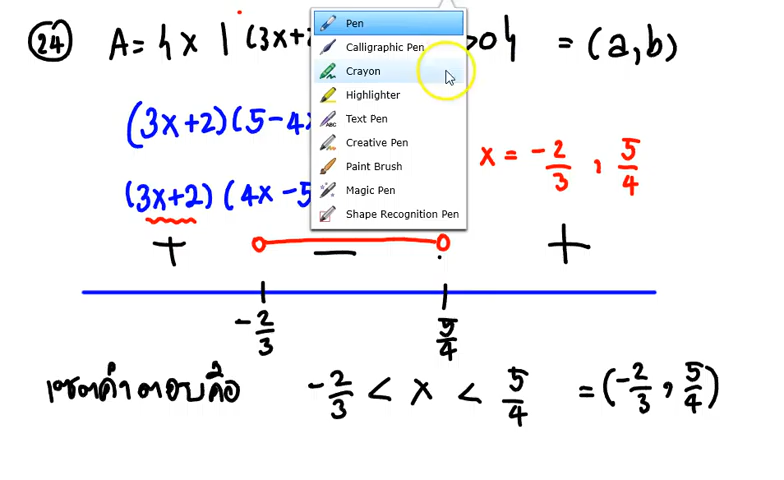 24 A = { x | (3x+2 >0 } = (a,b)
Pen
Calligraphic Pen
Crayon
Highlighter
Text Pen
Creative Pen
Paint Brush
Magic Pen
Shape Recognition Pen
(3x+2)(5-4x
x = -2/3 , 5/4
(3x+2)(4x-5
+ − +
-2/3 5/4
เซตคำตอบคือ -2/3 < x < 5/4 = (-2/3 , 5/4)